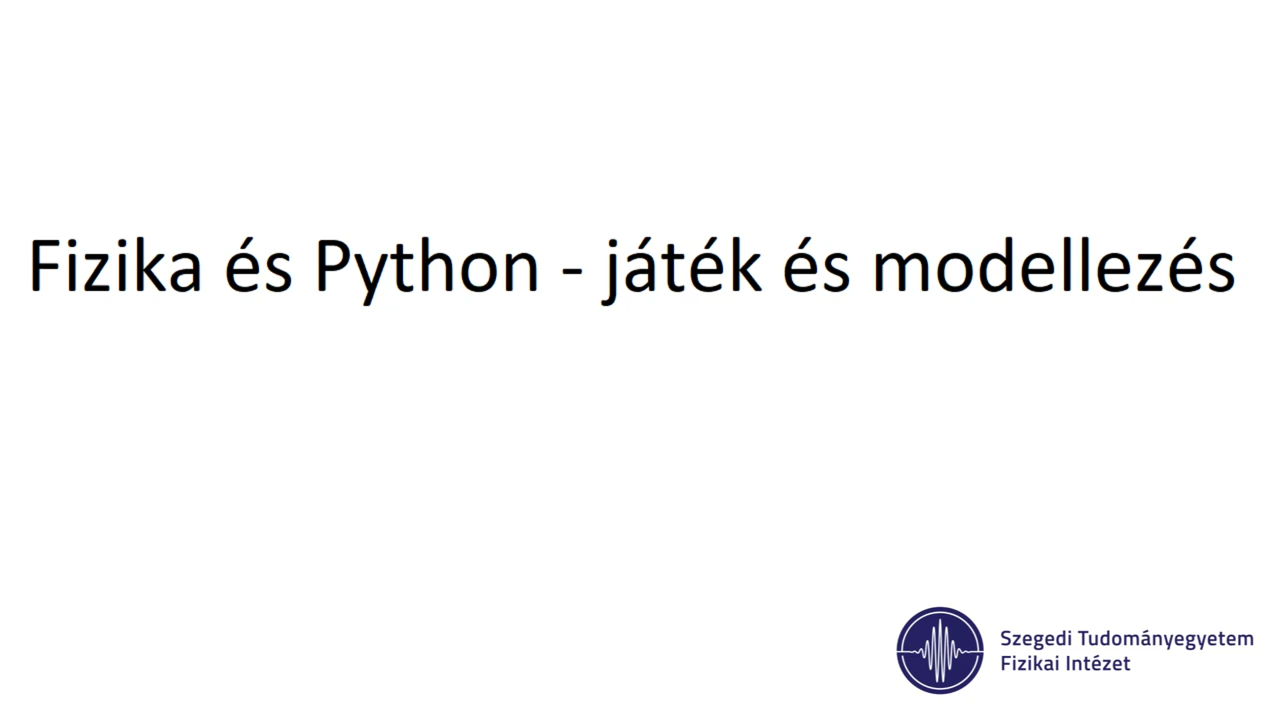 Fizika és Python - játék és modellezés
Szegedi Tudományegyetem
Fizikai Intézet